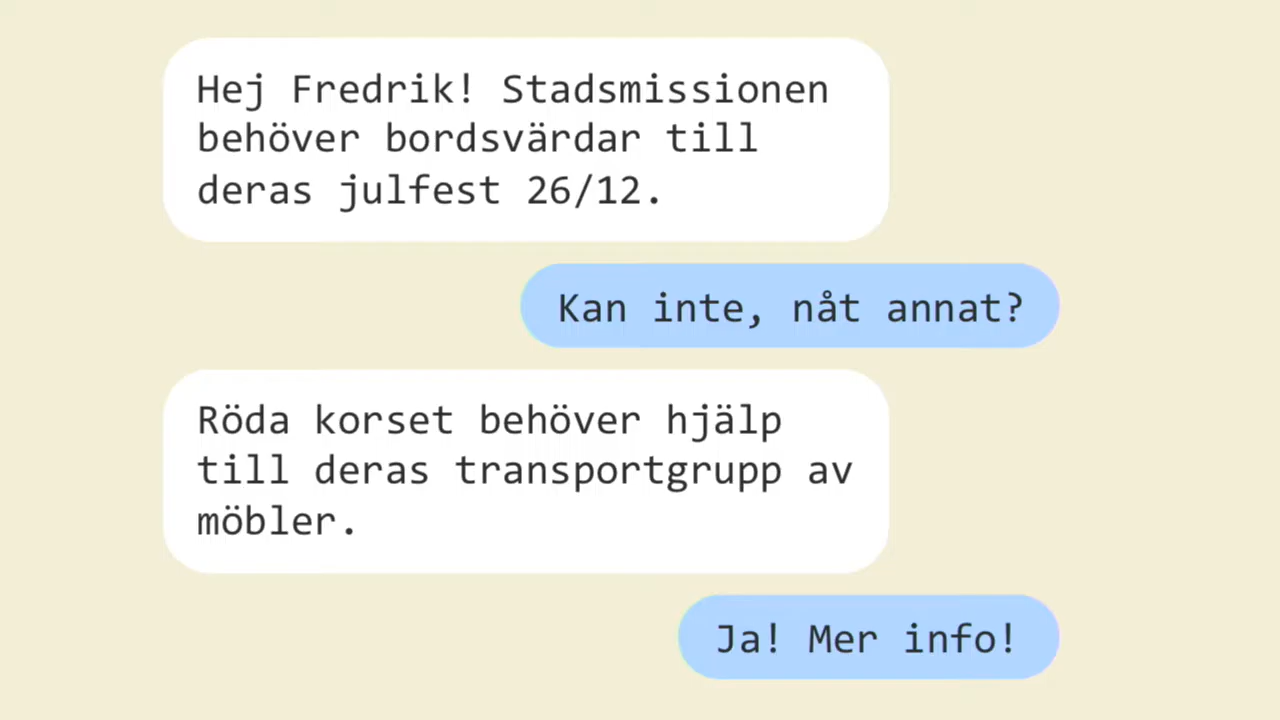 Hej Fredrik! Stadsmissionen
behöver bordsvärdar till
deras julfest 26/12.
Kan inte, nåt annat?
Röda korset behöver hjälp
till deras transportgrupp av
möbler.
Ja! Mer info!